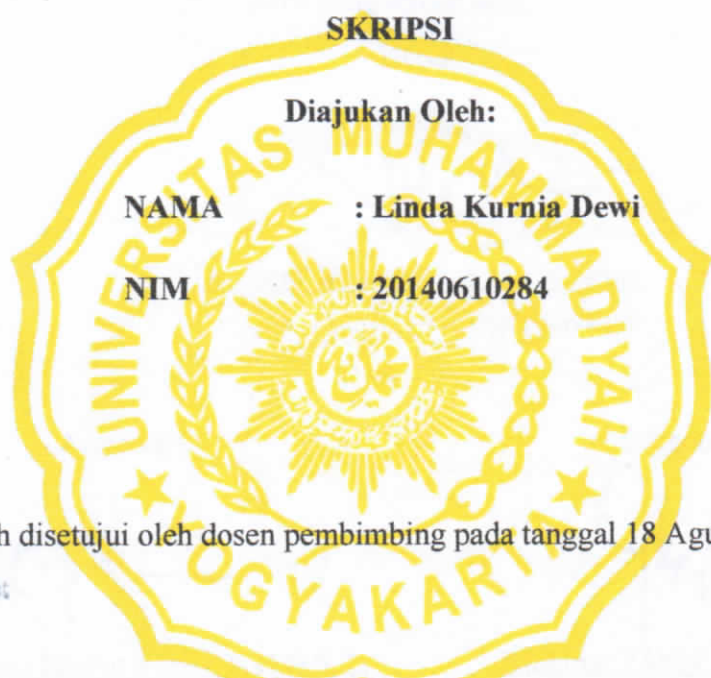 SKRIPSI
Diajukan Oleh:
NAMA : Linda Kurnia Dewi
NIM : 20140610284
disetujui oleh dosen pembimbing pada tanggal 18
UNIVERSITAS MUHAMMADIYAH
YOGYAKARTA